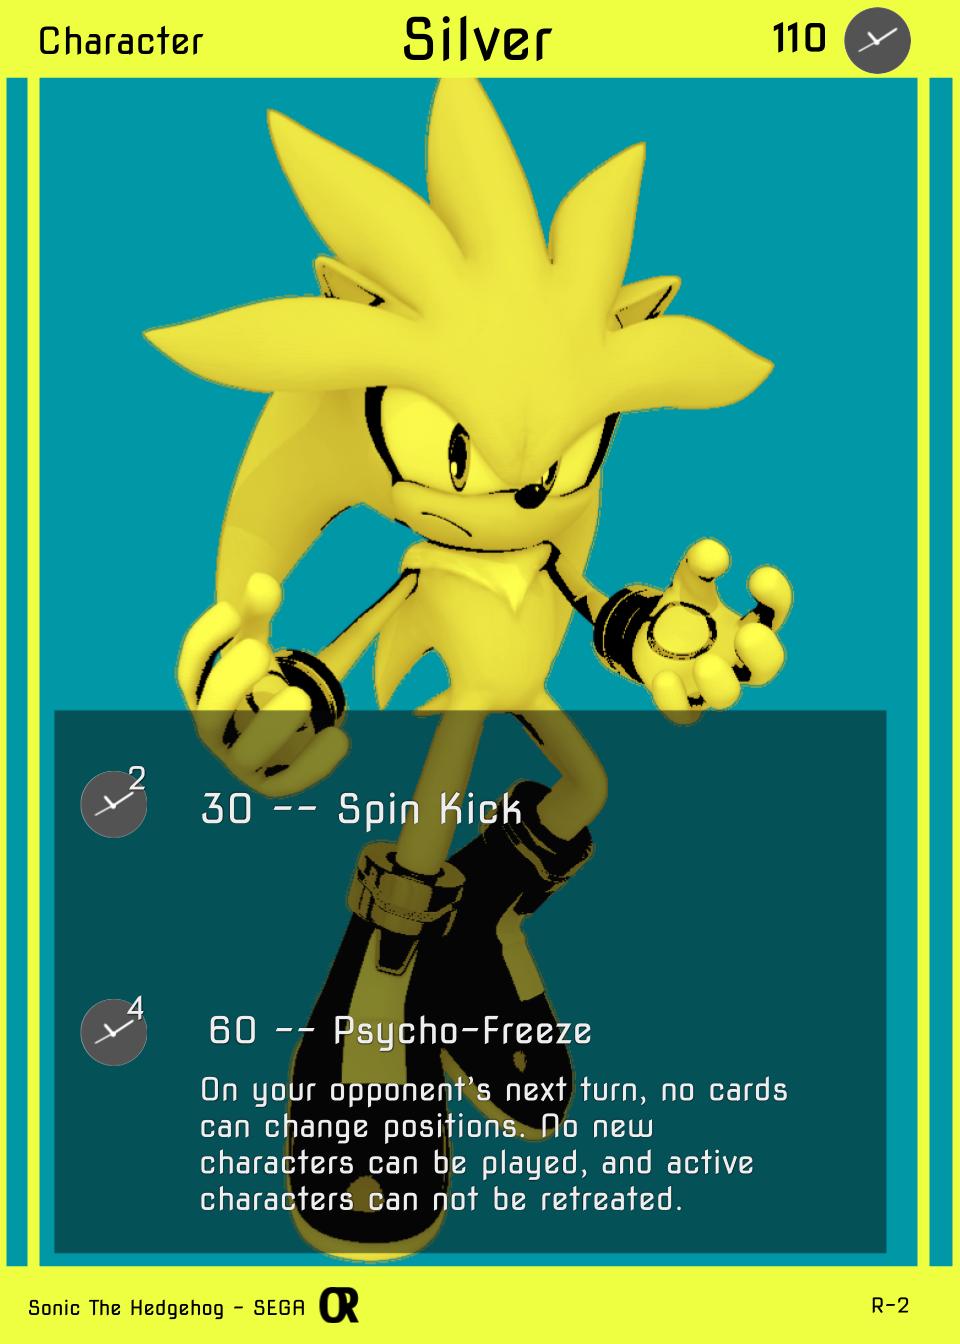 Character
Silver
110
2
30 -- Spin Kick
4
60 -- Psycho-Freeze
On your opponent's next turn, no cards
can change positions. No new
characters can be played, and active
characters can not be retreated.
Sonic The Hedgehog - SEGA OR
R-2